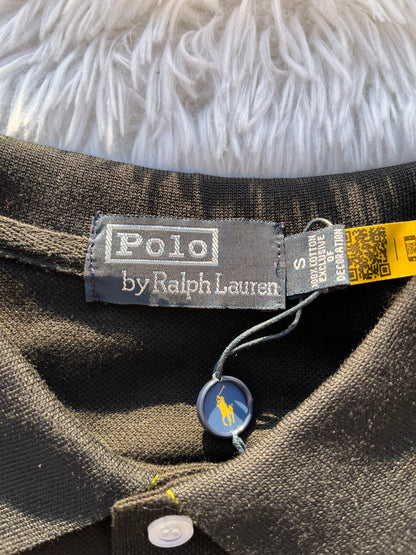 Polo
by Ralph Lauren
S
100% COTTON
EXCLUSIVE
OF
DECORATION